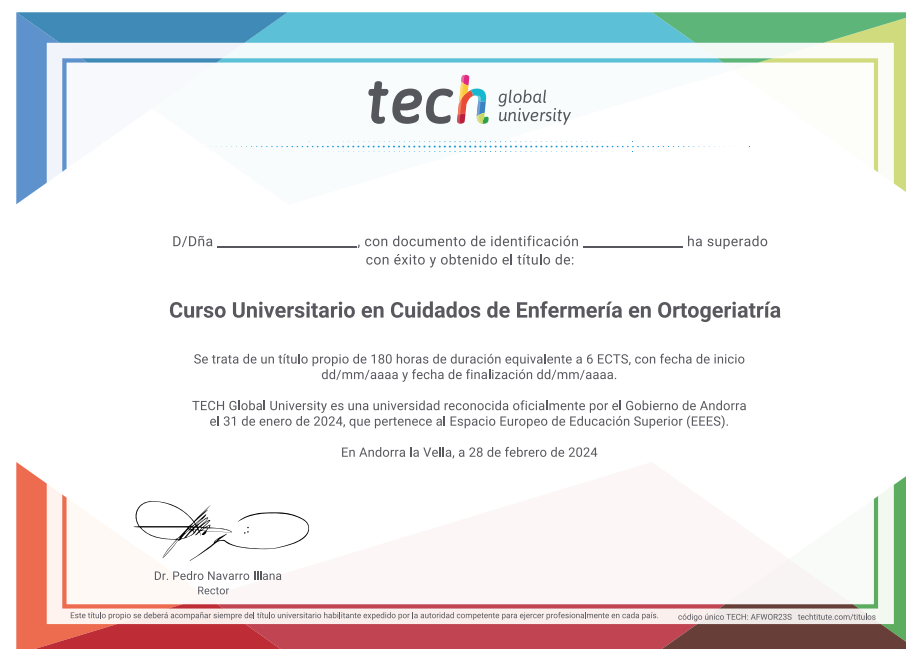 tech global
university
D/Dña ____________________, con documento de identificación ______________ ha superado
con éxito y obtenido el título de:
Curso Universitario en Cuidados de Enfermería en Ortogeriatría
Se trata de un título propio de 180 horas de duración equivalente a 6 ECTS, con fecha de inicio
dd/mm/aaaa y fecha de finalización dd/mm/aaaa.
TECH Global University es una universidad reconocida oficialmente por el Gobierno de Andorra
el 31 de enero de 2024, que pertenece al Espacio Europeo de Educación Superior (EEES).
En Andorra la Vella, a 28 de febrero de 2024
Dr. Pedro Navarro Illana
Rector
Este título propio se deberá acompañar siempre del título universitario habilitante expedido por la autoridad competente para ejercer profesionalmente en cada país. código único TECH: AFWOR23S techtitute.com/titulos